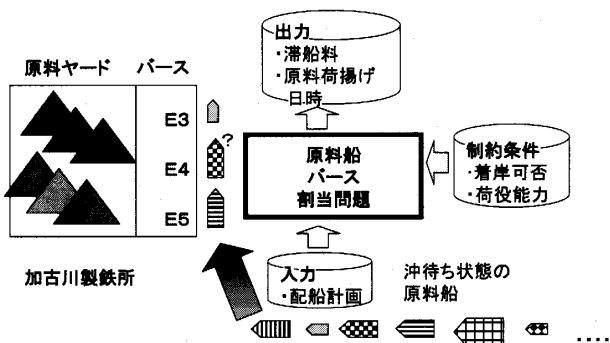 出力
・滞船料
・原料荷揚げ
日時
原料ヤード
バース
E3
E4
?
E5
原料船
バース
割当問題
制約条件
・着岸可否
・荷役能力
加古川製鉄所
入力
・配船計画
沖待ち状態の
原料船
‥‥